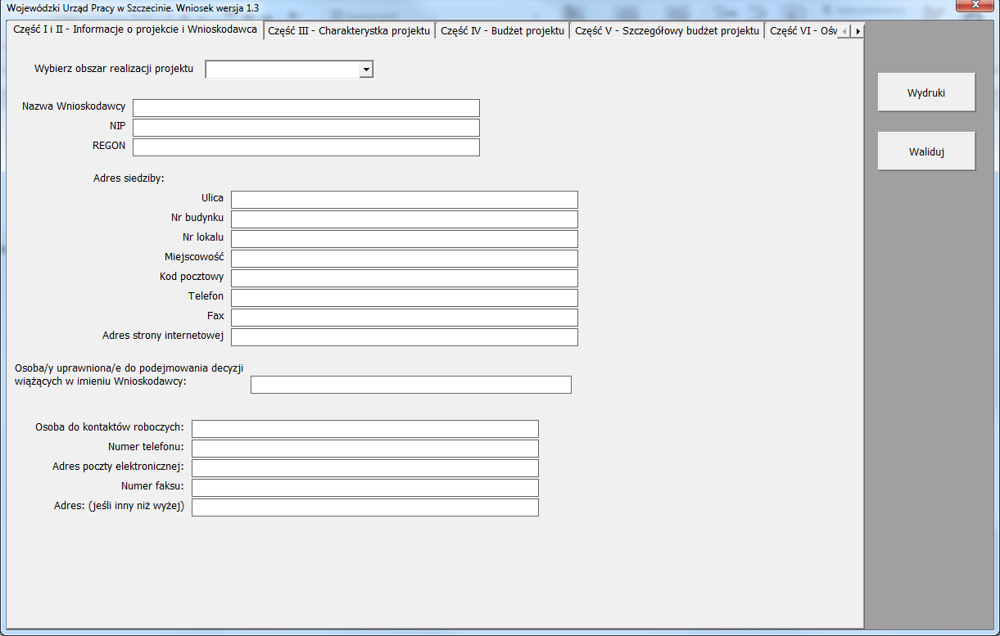 Wojewódzki Urząd Pracy w Szczecinie. Wniosek wersja 1.3
Część I i II - Informacje o projekcie i Wnioskodawca
Część III - Charakterystka projektu
Część IV - Budżet projektu
Część V - Szczegółowy budżet projektu
Część VI - Ośw
Wybierz obszar realizacji projektu
Wydruki
Waliduj
Nazwa Wnioskodawcy
NIP
REGON
Adres siedziby:
Ulica
Nr budynku
Nr lokalu
Miejscowość
Kod pocztowy
Telefon
Fax
Adres strony internetowej
Osoba/y uprawniona/e do podejmowania decyzji
wiążących w imieniu Wnioskodawcy:
Osoba do kontaktów roboczych:
Numer telefonu:
Adres poczty elektronicznej:
Numer faksu:
Adres: (jeśli inny niż wyżej)